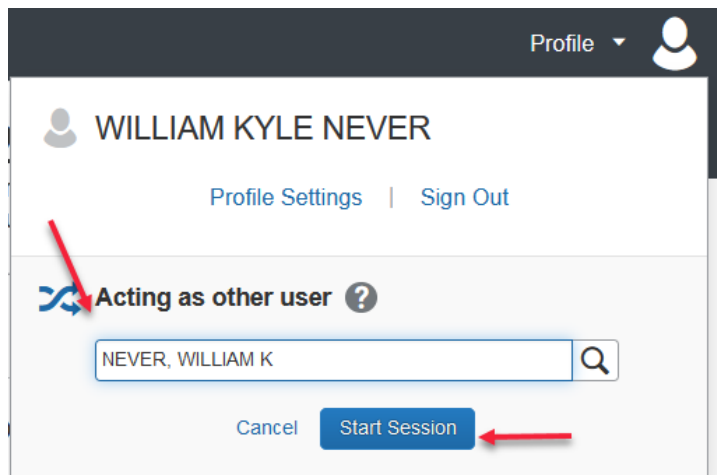 Profile
WILLIAM KYLE NEVER
Profile Settings | Sign Out
Acting as other user ?
NEVER, WILLIAM K
Cancel Start Session